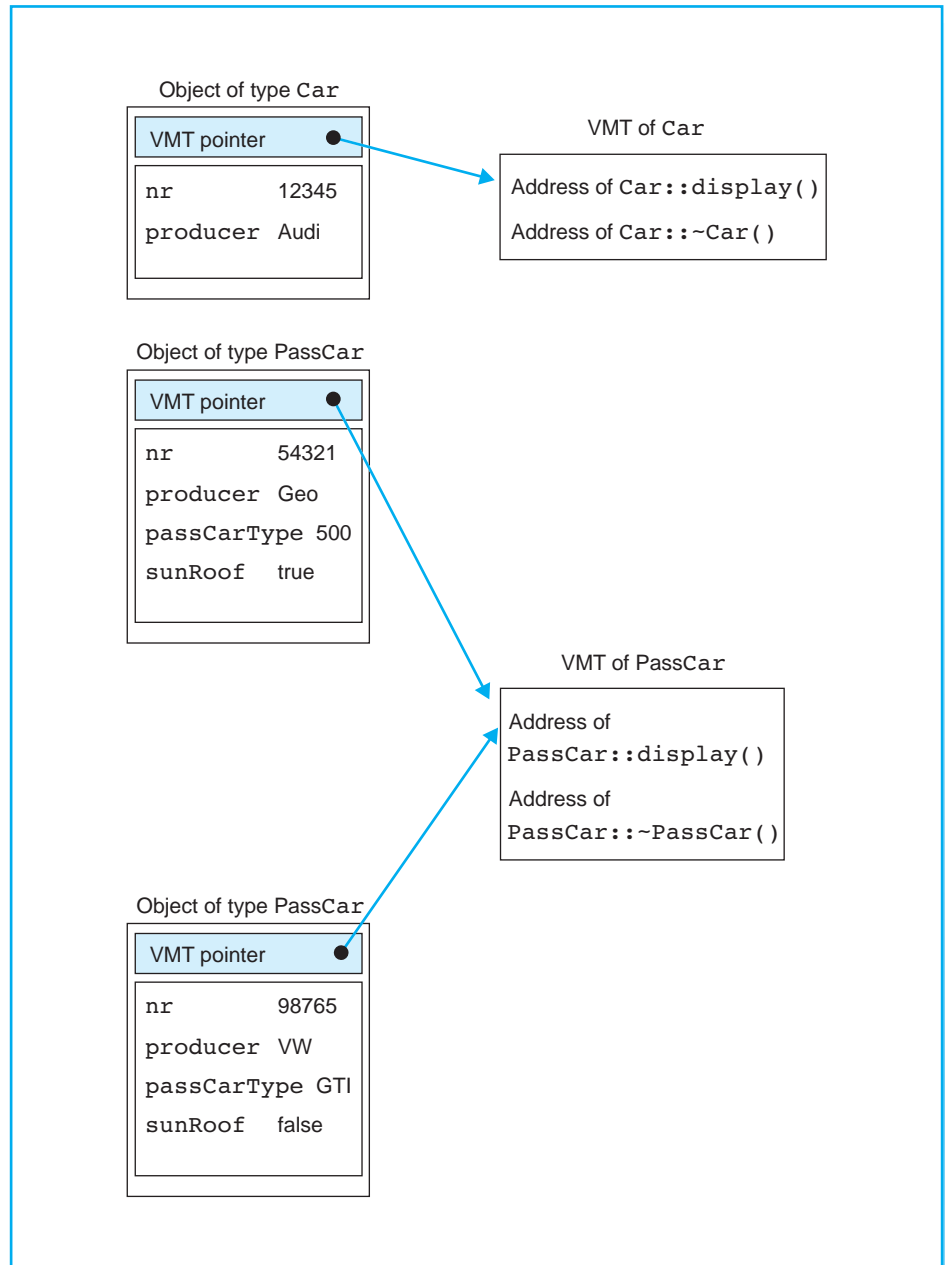 Object of type Car
VMT pointer
nr 12345
producer Audi
VMT of Car
Address of Car::display()
Address of Car::~Car()
Object of type PassCar
VMT pointer
nr 54321
producer Geo
passCarType 500
sunRoof true
VMT of PassCar
Address of
PassCar::display()
Address of
PassCar::~PassCar()
Object of type PassCar
VMT pointer
nr 98765
producer VW
passCarType GTI
sunRoof false